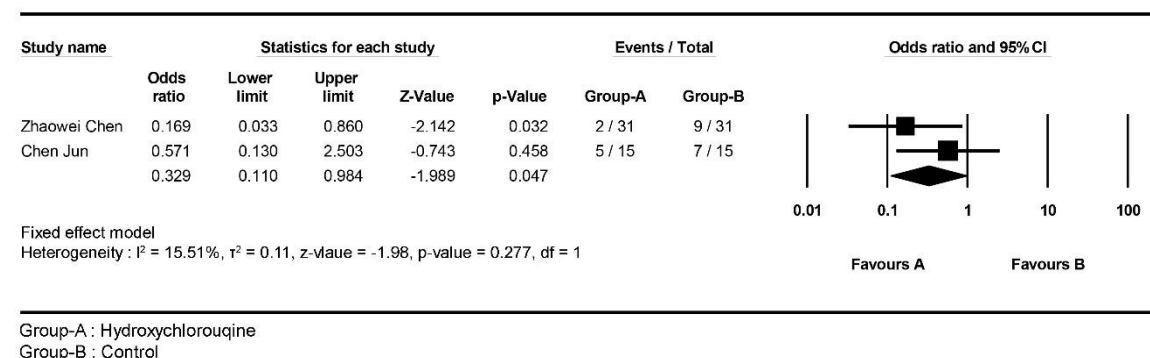 Study name Statistics for each study Events / Total Odds ratio and 95% CI
Odds ratio Lower limit Upper limit Z-Value p-Value Group-A Group-B
Zhaowei Chen 0.169 0.033 0.860 -2.142 0.032 2 / 31 9 / 31
Chen Jun 0.571 0.130 2.503 -0.743 0.458 5 / 15 7 / 15
0.329 0.110 0.984 -1.989 0.047
0.01 0.1 1 10 100
Fixed effect model
Heterogeneity : I² = 15.51%, τ² = 0.11, z-vlaue = -1.98, p-value = 0.277, df = 1
Favours A Favours B
Group-A : Hydroxychlorouqine
Group-B : Control